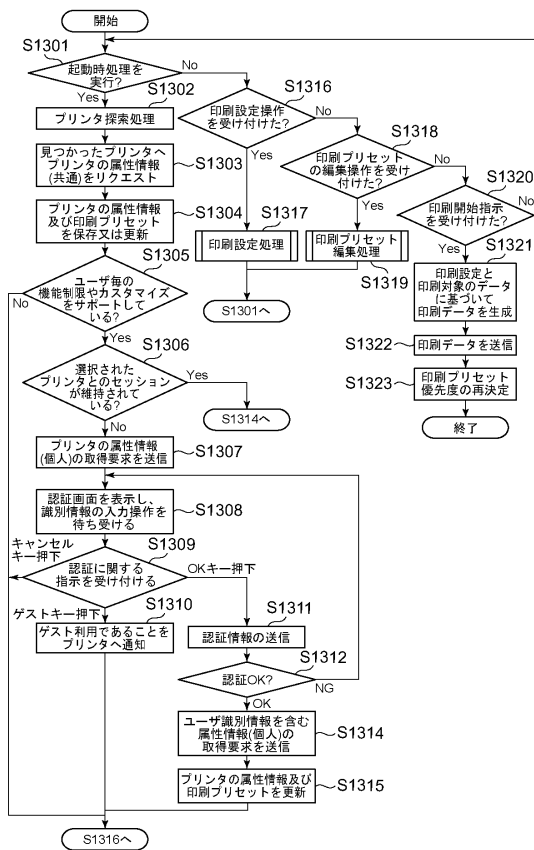 開始
S1301
起動時処理を
実行?
No
Yes
S1302
プリンタ探索処理
見つかったプリンタへ
プリンタの属性情報
(共通)をリクエスト
S1303
プリンタの属性情報
及び印刷プリセット
を保存又は更新
S1304
S1305
ユーザ毎の
機能制限やカスタマイズ
をサポートして
いる?
No
Yes
S1306
選択された
プリンタとのセッション
が維持されて
いる?
Yes
S1314へ
No
プリンタの属性情報
(個人)の取得要求を送信
S1307
認証画面を表示し、
識別情報の入力操作を
待ち受ける
S1308
キャンセル
キー押下
S1309
認証に関する
指示を受け付ける
OKキー押下
ゲストキー押下
S1310
ゲスト利用であることを
プリンタへ通知
S1311
認証情報の送信
S1312
認証OK?
NG
OK
ユーザ識別情報を含む
属性情報(個人)の
取得要求を送信
S1314
プリンタの属性情報及び
印刷プリセットを更新
S1315
S1316へ
S1316
印刷設定操作
を受け付けた?
No
Yes
S1317
印刷設定処理
S1318
印刷プリセット
の編集操作を受け
付けた?
No
Yes
印刷プリセット
編集処理
S1319
S1301へ
S1320
印刷開始指示
を受け付けた?
No
Yes
S1321
印刷設定と
印刷対象のデータ
に基づいて
印刷データを生成
S1322
印刷データを送信
S1323
印刷プリセット
優先度の再決定
終了